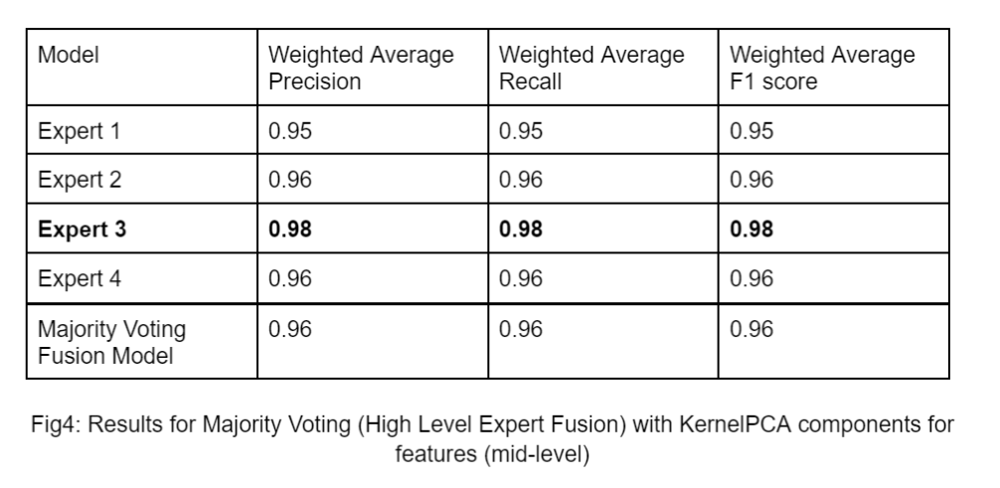 Model Weighted Average Weighted Average Weighted Average
Precision Recall F1 score
Expert 1 0.95 0.95 0.95
Expert 2 0.96 0.96 0.96
Expert 3 0.98 0.98 0.98
Expert 4 0.96 0.96 0.96
Majority Voting 0.96 0.96 0.96
Fusion Model
Fig4: Results for Majority Voting (High Level Expert Fusion) with KernelPCA components for
features (mid-level)